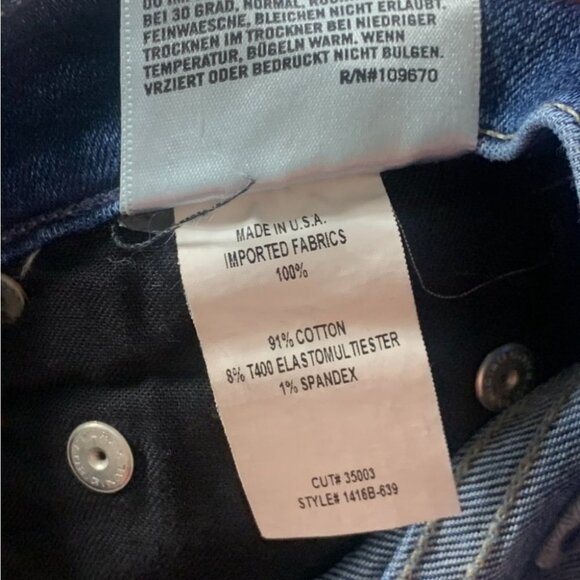 BEI 30 GRAD, NORMAL,
FEINWAESCHE, BLEICHEN NICHT ERLAUBT.
TROCKNEN IM TROCKNER BEI NIEDRIGER
TEMPERATUR, BÜGELN WARM. WENN
VRZIERT ODER BEDRUCKT NICHT BULGEN.
R/N#109670
MADE IN U.S.A.
IMPORTED FABRICS
100%
91% COTTON
8% T400 ELASTOMULTIESTER
1% SPANDEX
CUT# 35003
STYLE# 1416B-639